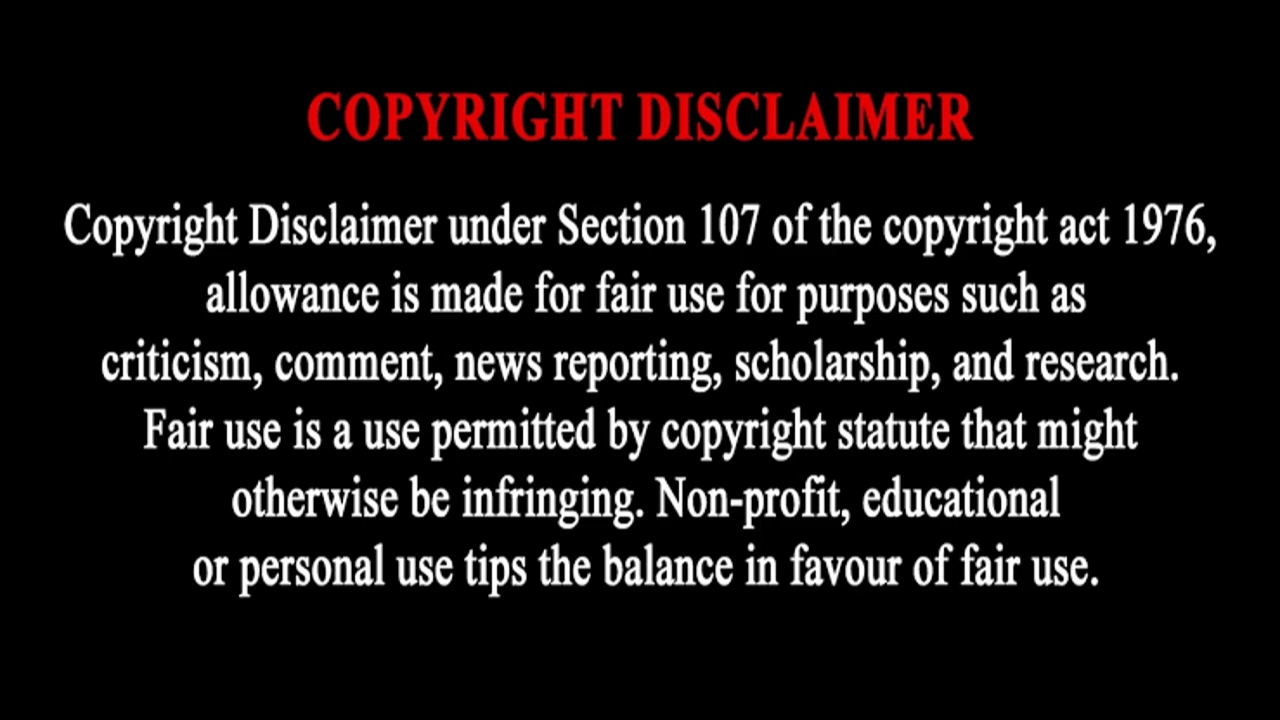 COPYRIGHT DISCLAIMER
Copyright Disclaimer under Section 107 of the copyright act 1976,
allowance is made for fair use for purposes such as
criticism, comment, news reporting, scholarship, and research.
Fair use is a use permitted by copyright statute that might
otherwise be infringing. Non-profit, educational
or personal use tips the balance in favour of fair use.